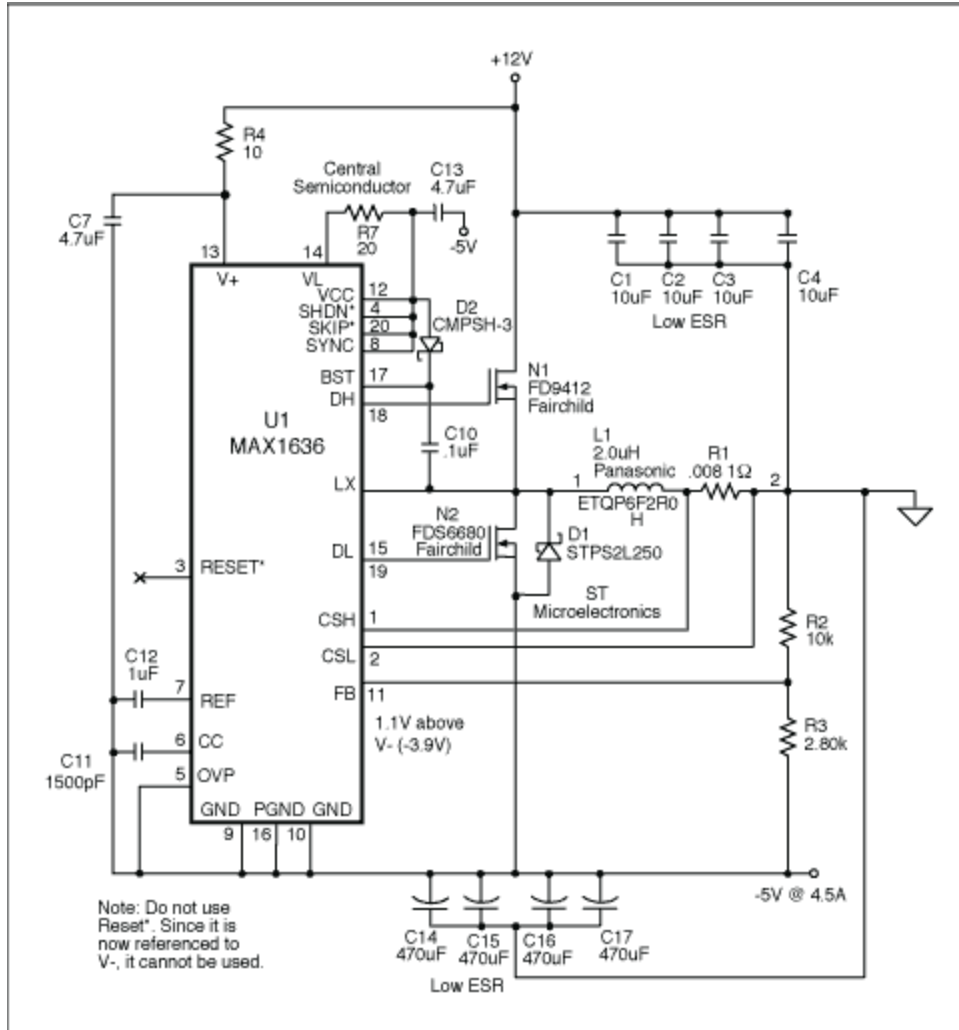 +12V
R4
10
Central
Semiconductor
C13
4.7uF
-5V
R7
20
C7
4.7uF
13
14
V+
VL
VCC
12
SHDN*
4
SKIP*
20
SYNC
8
D2
CMPSH-3
C1
10uF
C2
10uF
C3
10uF
C4
10uF
Low ESR
BST
17
DH
18
N1
FD9412
Fairchild
U1
MAX1636
C10
.1uF
L1
2.0uH
Panasonic
R1
.008 1Ω
LX
1
2
ETQP6F2R0
H
N2
FDS6680
Fairchild
D1
STPS2L250
DL
15
19
3
RESET*
ST
Microelectronics
CSH
1
R2
10k
CSL
2
C12
1uF
7
REF
FB
11
1.1V above
V- (-3.9V)
R3
2.80k
6
CC
C11
1500pF
5
OVP
GND
PGND
GND
9
16
10
-5V @ 4.5A
Note: Do not use
Reset*. Since it is
now referenced to
V-, it cannot be used.
C14
470uF
C15
470uF
C16
470uF
C17
470uF
Low ESR